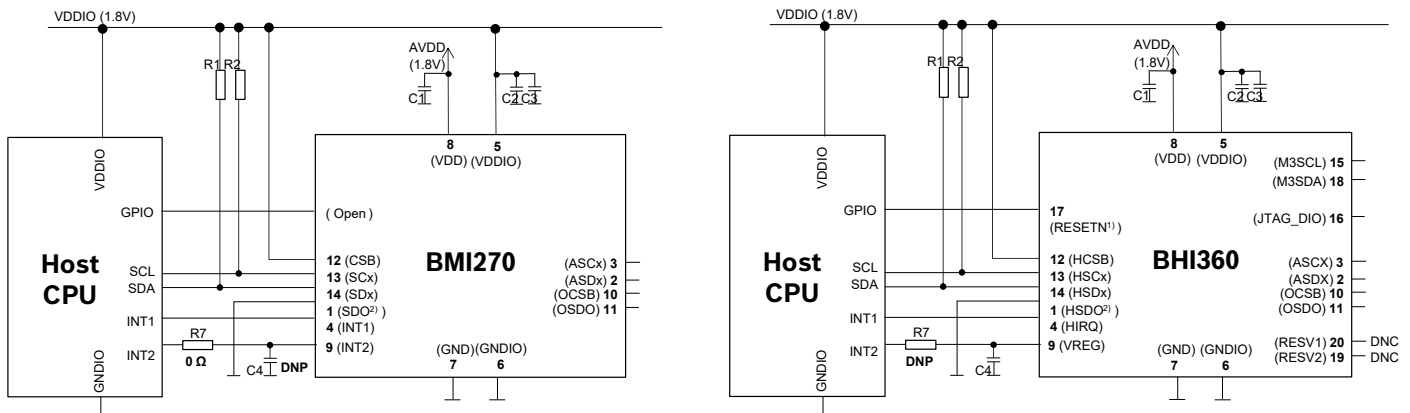 VDDIO (1.8V)
AVDD
(1.8V)
R1 R2
C1
C2 C3
8
(VDD)
5
(VDDIO)
VDDIO
GPIO
( Open )
Host
CPU
BMI270
SCL
SDA
INT1
INT2
12 (CSB)
13 (SCx)
14 (SDx)
1 (SDO²⁾ )
4 (INT1)
9 (INT2)
(ASCx) 3
(ASDx) 2
(OCSB) 10
(OSDO) 11
R7
0 Ω
C4
DNP
GNDIO
(GND)
7
(GNDIO)
6
VDDIO (1.8V)
AVDD
(1.8V)
R1 R2
C1
C2 C3
8
(VDD)
5
(VDDIO)
VDDIO
GPIO
17
(RESETN¹⁾ )
Host
CPU
BHI360
SCL
SDA
INT1
INT2
12 (HCSB)
13 (HSCx)
14 (HSDx)
1 (HSDO²⁾ )
4 (HIRQ)
9 (VREG)
(M3SCL) 15
(M3SDA) 18
(JTAG_DIO) 16
(ASCX) 3
(ASDX) 2
(OCSB) 10
(OSDO) 11
(RESV1) 20 DNC
(RESV2) 19 DNC
R7
DNP
C4
GNDIO
(GND)
7
(GNDIO)
6